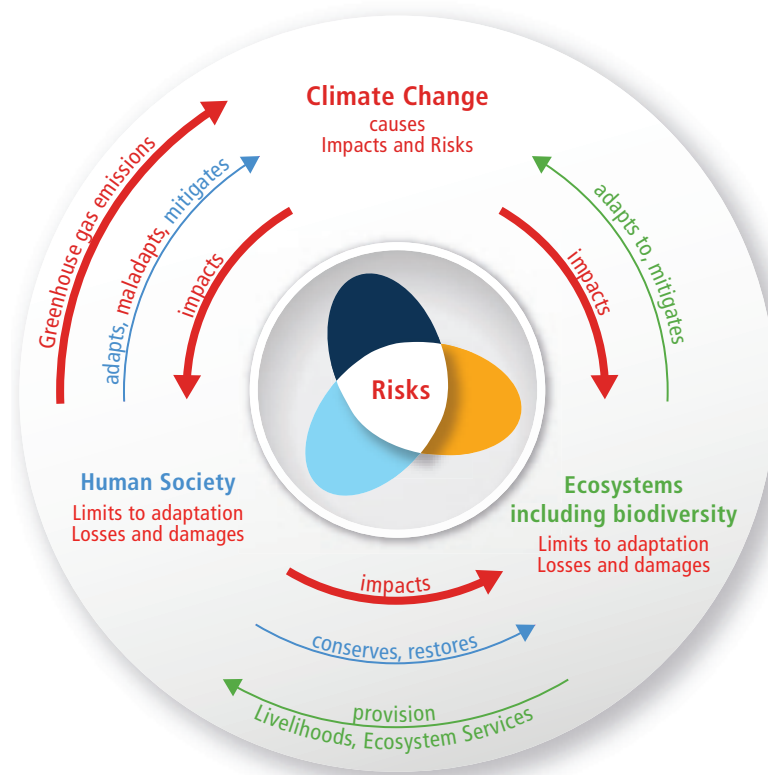 Climate Change
causes
Impacts and Risks
Greenhouse gas emissions
adapts, maladapts, mitigates
impacts
impacts
adapts to, mitigates
Risks
Human Society
Limits to adaptation
Losses and damages
Ecosystems
including biodiversity
Limits to adaptation
Losses and damages
impacts
conserves, restores
provision
Livelihoods, Ecosystem Services